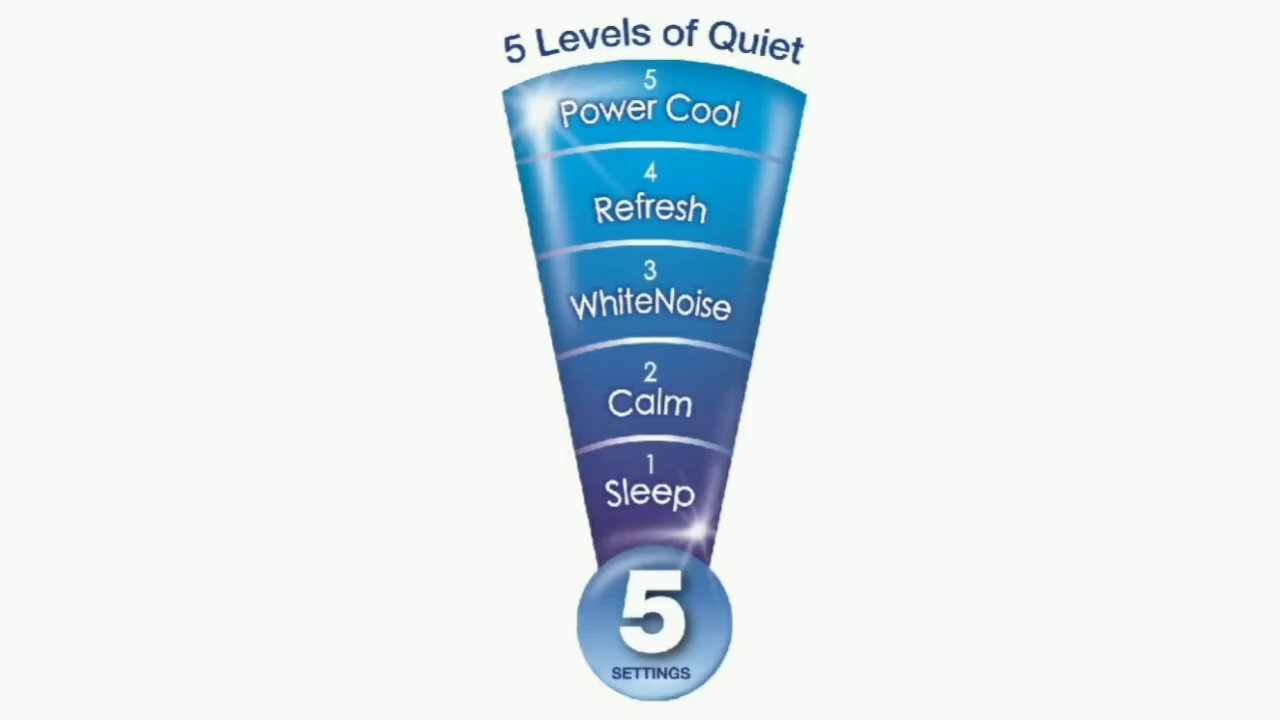 5 Levels of Quiet
5
Power Cool
4
Refresh
3
WhiteNoise
2
Calm
1
Sleep
5
SETTINGS